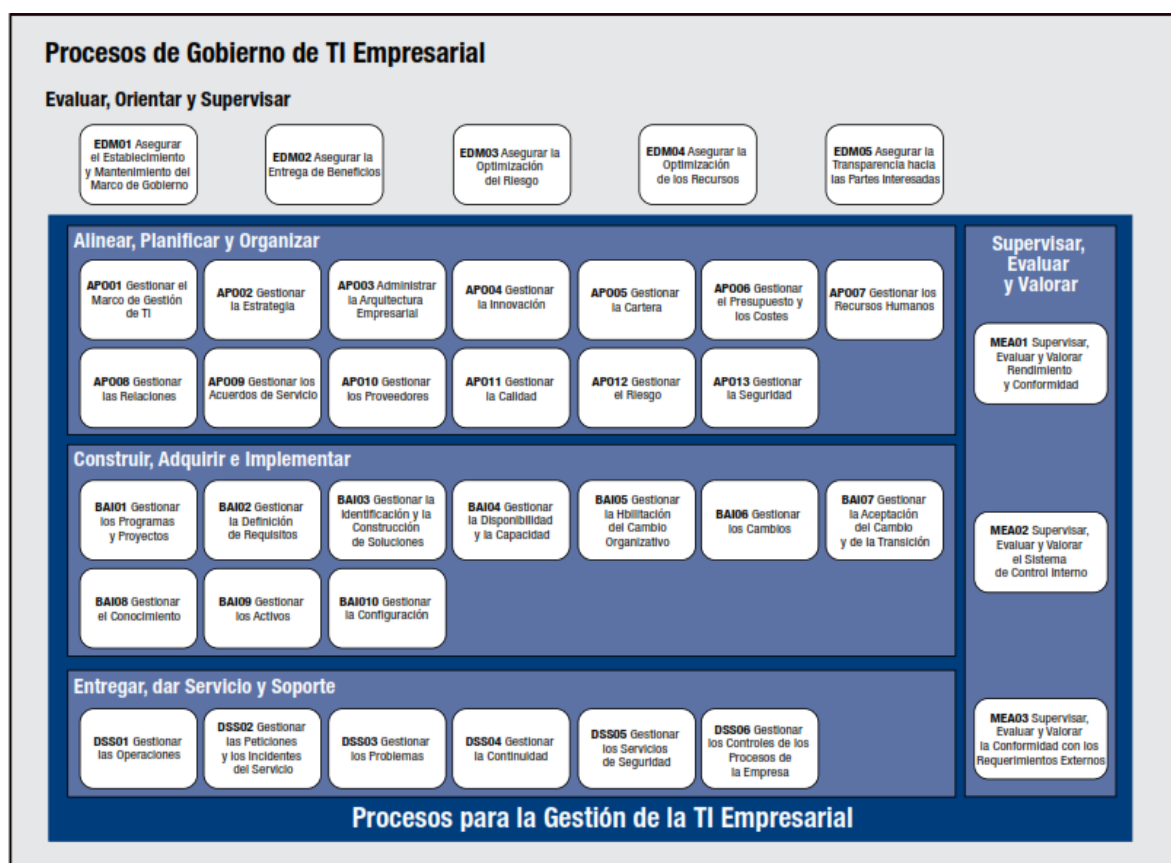 Procesos de Gobierno de TI Empresarial
Evaluar, Orientar y Supervisar
EDM01 Asegurar
el Establecimiento
y Mantenimiento del
Marco de Gobierno
EDM02 Asegurar la
Entrega de Beneficios
EDM03 Asegurar la
Optimización
del Riesgo
EDM04 Asegurar la
Optimización
de los Recursos
EDM05 Asegurar la
Transparencia hacia
las Partes Interesadas
Alinear, Planificar y Organizar
APO01 Gestionar el
Marco de Gestión
de TI
APO02 Gestionar
la Estrategia
APO03 Administrar
la Arquitectura
Empresarial
APO04 Gestionar
la Innovación
APO05 Gestionar
la Cartera
APO06 Gestionar
el Presupuesto y
los Costes
APO07 Gestionar los
Recursos Humanos
APO08 Gestionar
las Relaciones
APO09 Gestionar los
Acuerdos de Servicio
APO10 Gestionar
los Proveedores
APO11 Gestionar
la Calidad
APO12 Gestionar
el Riesgo
APO13 Gestionar
la Seguridad
Construir, Adquirir e Implementar
BAI01 Gestionar
los Programas
y Proyectos
BAI02 Gestionar
la Definición
de Requisitos
BAI03 Gestionar la
Identificación y la
Construcción
de Soluciones
BAI04 Gestionar
la Disponibilidad
y la Capacidad
BAI05 Gestionar
la Hbilitación
del Cambio
Organizativo
BAI06 Gestionar
los Cambios
BAI07 Gestionar
la Aceptación
del Cambio
y de la Transición
BAI08 Gestionar
el Conocimiento
BAI09 Gestionar
los Activos
BAI010 Gestionar
la Configuración
Entregar, dar Servicio y Soporte
DSS01 Gestionar
las Operaciones
DSS02 Gestionar
las Peticiones
y los Incidentes
del Servicio
DSS03 Gestionar
los Problemas
DSS04 Gestionar
la Continuidad
DSS05 Gestionar
los Servicios
de Seguridad
DSS06 Gestionar
los Controles de los
Procesos de
la Empresa
Supervisar,
Evaluar
y Valorar
MEA01 Supervisar,
Evaluar y Valorar
Rendimiento
y Conformidad
MEA02 Supervisar,
Evaluar y Valorar
el Sistema
de Control Interno
MEA03 Supervisar,
Evaluar y Valorar
la Conformidad con los
Requerimientos Externos
Procesos para la Gestión de la TI Empresarial